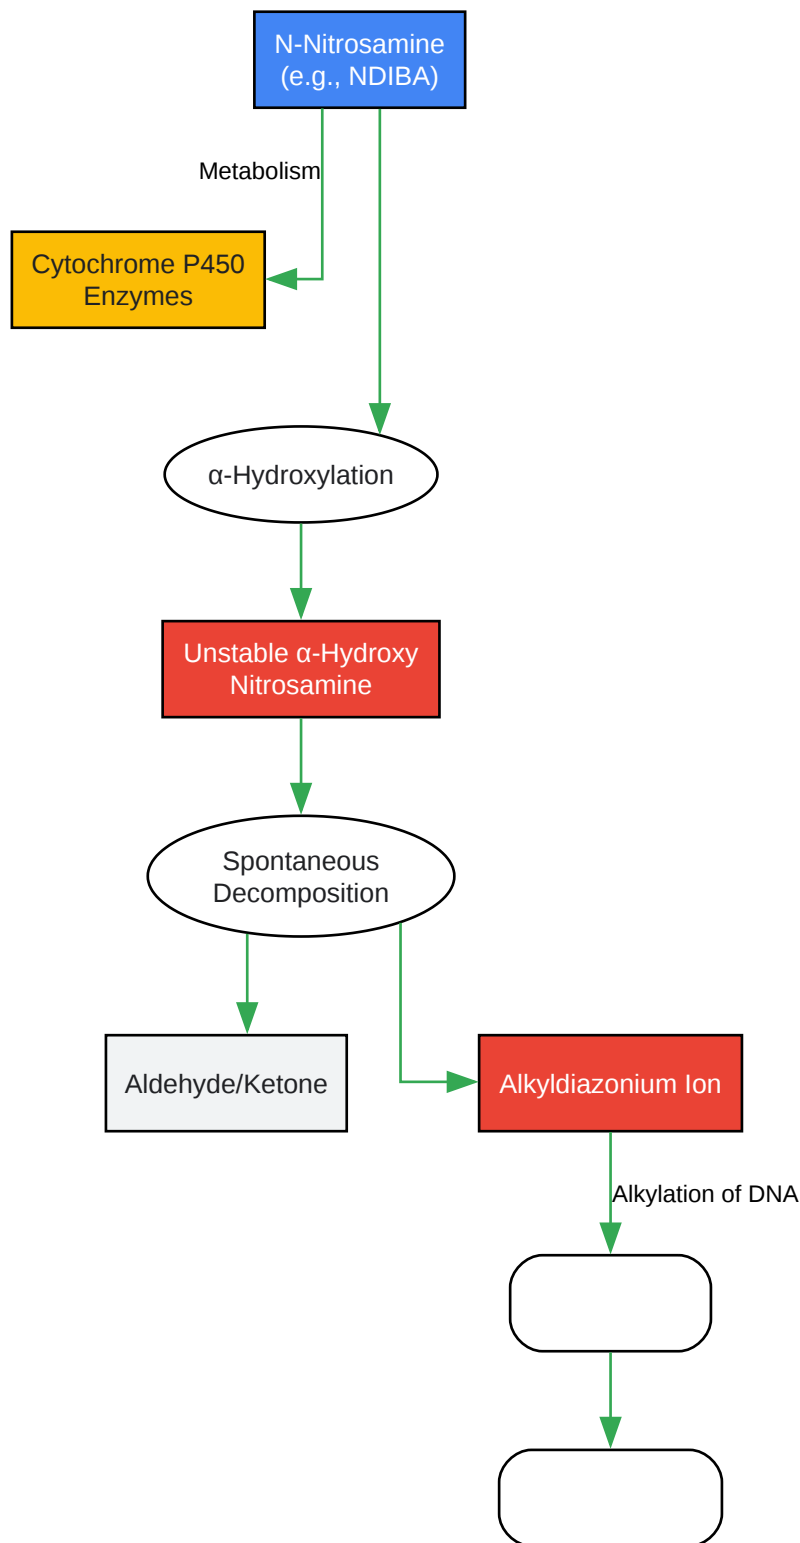 N-Nitrosamine
(e.g., NDIBA)
Metabolism
Cytochrome P450
Enzymes
α-Hydroxylation
Unstable α-Hydroxy
Nitrosamine
Spontaneous
Decomposition
Aldehyde/Ketone
Alkyldiazonium Ion
Alkylation of DNA